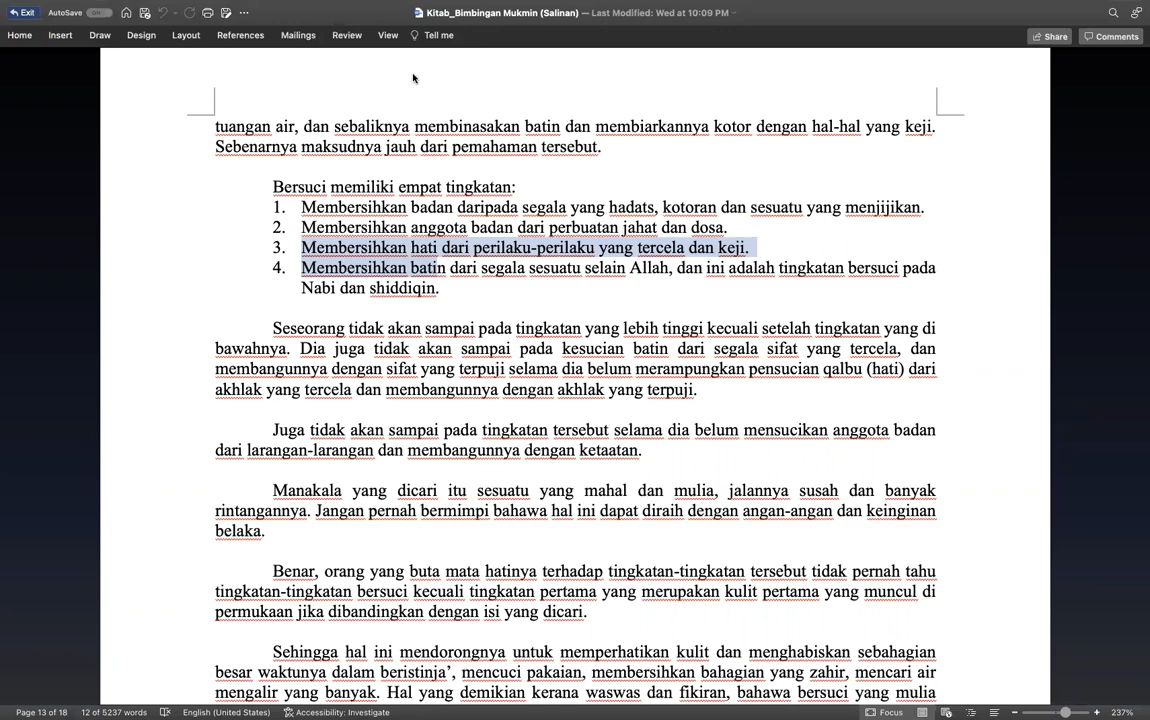 Exit AutoSave Kitab_Bimbingan Mukmin (Salinan) — Last Modified: Wed at 10:09 PM
Home Insert Draw Design Layout References Mailings Review View Tell me Share Comments
tuangan air, dan sebaliknya membinasakan batin dan membiarkannya kotor dengan hal-hal yang keji.
Sebenarnya maksudnya jauh dari pemahaman tersebut.
Bersuci memiliki empat tingkatan:
1. Membersihkan badan daripada segala yang hadats, kotoran dan sesuatu yang menjijikan.
2. Membersihkan anggota badan dari perbuatan jahat dan dosa.
3. Membersihkan hati dari perilaku-perilaku yang tercela dan keji.
4. Membersihkan batin dari segala sesuatu selain Allah, dan ini adalah tingkatan bersuci pada
Nabi dan shiddiqin.
Seseorang tidak akan sampai pada tingkatan yang lebih tinggi kecuali setelah tingkatan yang di
bawahnya. Dia juga tidak akan sampai pada kesucian batin dari segala sifat yang tercela, dan
membangunnya dengan sifat yang terpuji selama dia belum merampungkan pensucian qalbu (hati) dari
akhlak yang tercela dan membangunnya dengan akhlak yang terpuji.
Juga tidak akan sampai pada tingkatan tersebut selama dia belum mensucikan anggota badan
dari larangan-larangan dan membangunnya dengan ketaatan.
Manakala yang dicari itu sesuatu yang mahal dan mulia, jalannya susah dan banyak
rintangannya. Jangan pernah bermimpi bahawa hal ini dapat diraih dengan angan-angan dan keinginan
belaka.
Benar, orang yang buta mata hatinya terhadap tingkatan-tingkatan tersebut tidak pernah tahu
tingkatan-tingkatan bersuci kecuali tingkatan pertama yang merupakan kulit pertama yang muncul di
permukaan jika dibandingkan dengan isi yang dicari.
Sehingga hal ini mendorongnya untuk memperhatikan kulit dan menghabiskan sebahagian
besar waktunya dalam beristinja’, mencuci pakaian, membersihkan bahagian yang zahir, mencari air
mengalir yang banyak. Hal yang demikian kerana waswas dan fikiran, bahawa bersuci yang mulia
Page 13 of 18 12 of 5237 words English (United States) Accessibility: Investigate Focus 237%